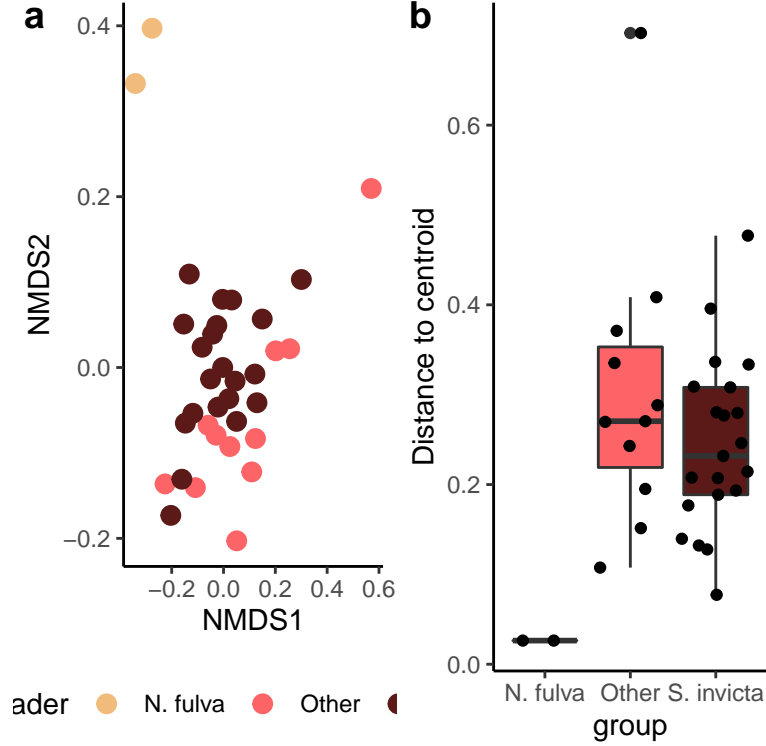 a
b
0.4
0.2
0.0
−0.2
NMDS2
−0.2 0.0 0.2 0.4 0.6
NMDS1
ader N. fulva Other
0.6
0.4
0.2
0.0
Distance to centroid
N. fulva Other S. invicta
group